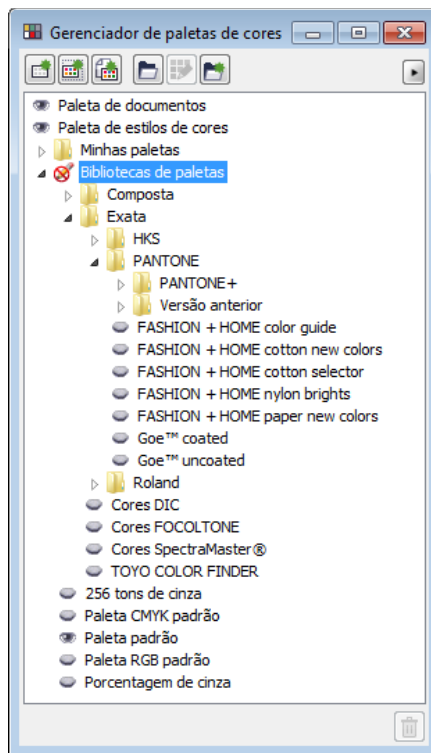 Gerenciador de paletas de cores
Paleta de documentos
Paleta de estilos de cores
Minhas paletas
Bibliotecas de paletas
Composta
Exata
HKS
PANTONE
PANTONE+
Versão anterior
FASHION + HOME color guide
FASHION + HOME cotton new colors
FASHION + HOME cotton selector
FASHION + HOME nylon brights
FASHION + HOME paper new colors
Goe™ coated
Goe™ uncoated
Roland
Cores DIC
Cores FOCOLTONE
Cores SpectraMaster®
TOYO COLOR FINDER
256 tons de cinza
Paleta CMYK padrão
Paleta padrão
Paleta RGB padrão
Porcentagem de cinza